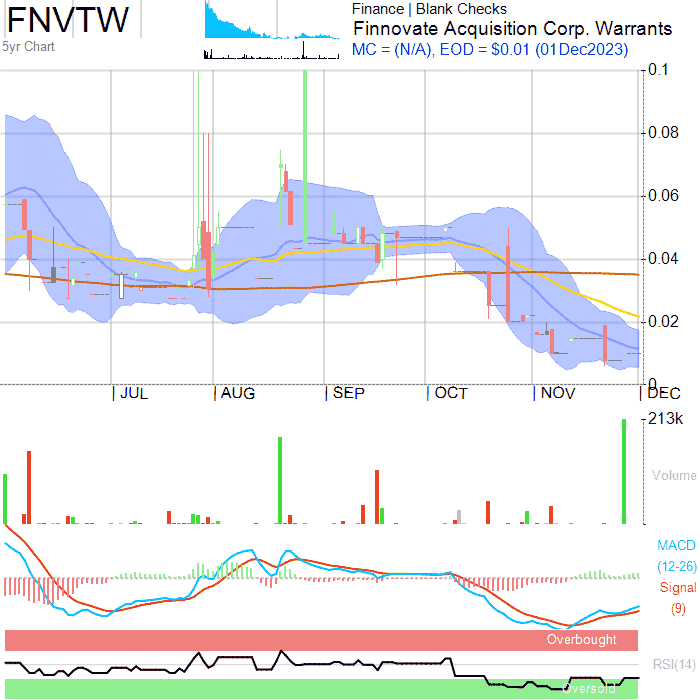 FNVTW
5yr Chart
Finance | Blank Checks
Finnovate Acquisition Corp. Warrants
MC = (N/A), EOD = $0.01 (01Dec2023)
0.1
0.08
0.06
0.04
0.02
0
JUL AUG SEP OCT NOV DEC
213k
Volume
MACD
(12-26)
Signal
(9)
Overbought
RSI(14)
Oversold